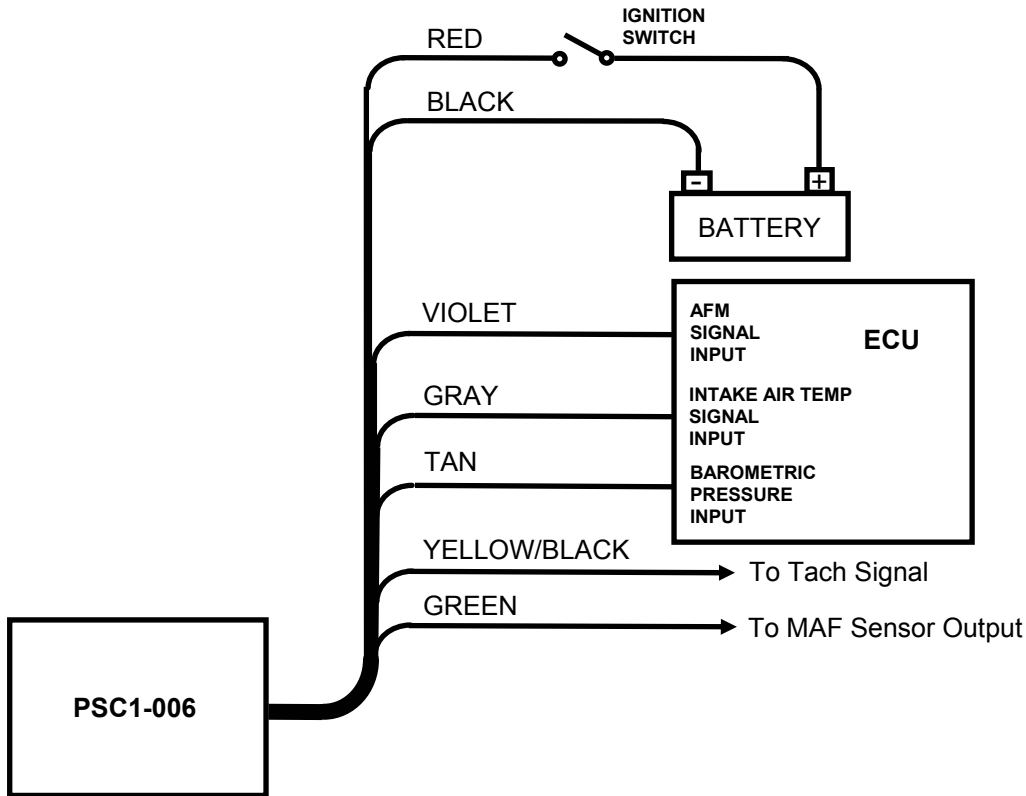 IGNITION
SWITCH
RED
BLACK
- +
BATTERY
VIOLET
AFM
SIGNAL
INPUT
ECU
GRAY
INTAKE AIR TEMP
SIGNAL
INPUT
TAN
BAROMETRIC
PRESSURE
INPUT
YELLOW/BLACK
To Tach Signal
GREEN
To MAF Sensor Output
PSC1-006